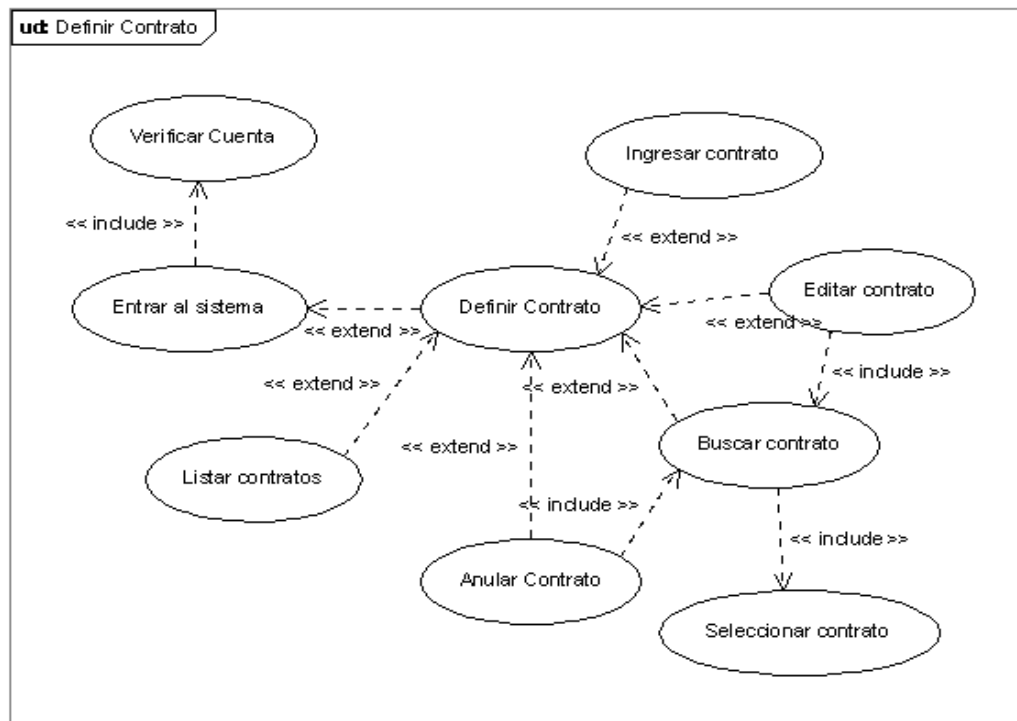 ud: Definir Contrato
Verificar Cuenta
Ingresar contrato
<< include >>
<< extend >>
Entrar al sistema
Definir Contrato
Editar contrato
<< extend >>
<< extend >>
<< extend >>
<< include >>
<< extend >>
<< extend >>
Buscar contrato
Listar contratos
<< include >>
<< include >>
Anular Contrato
Seleccionar contrato